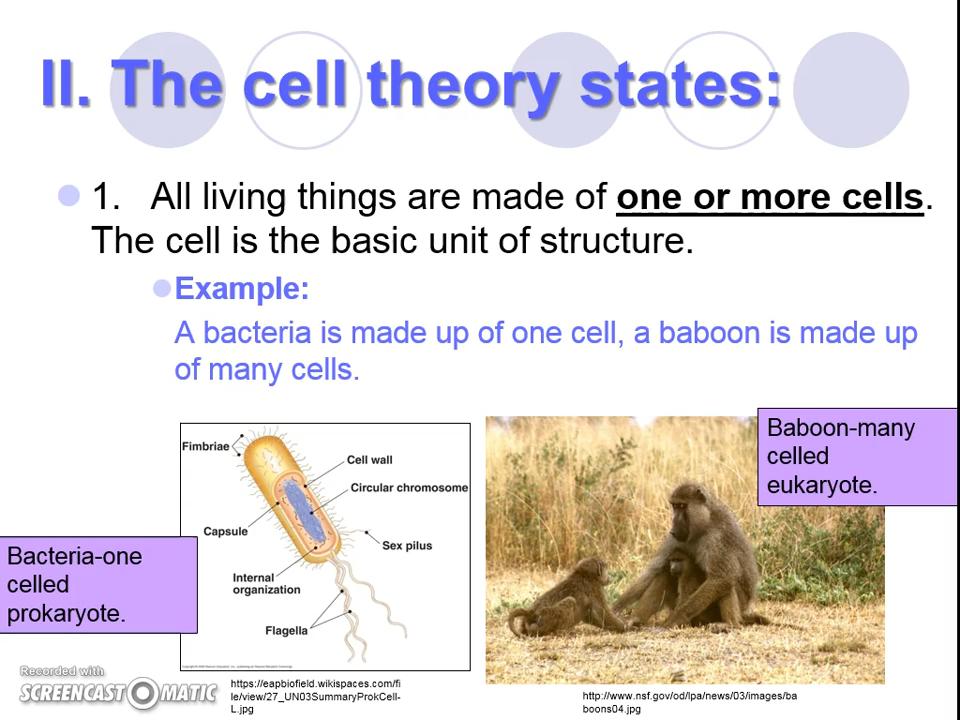 II. The cell theory states:
1. All living things are made of one or more cells.
The cell is the basic unit of structure.
Example:
A bacteria is made up of one cell, a baboon is made up
of many cells.
Fimbriae
Cell wall
Circular chromosome
Capsule
Sex pilus
Internal
organization
Flagella
Bacteria-one
celled
prokaryote.
Baboon-many
celled
eukaryote.
Recorded with
SCREENCAST-O-MATIC
https://eapbiofield.wikispaces.com/fi
le/view/27_UN03SummaryProkCell-
L.jpg
http://www.nsf.gov/od/lpa/news/03/images/ba
boons04.jpg